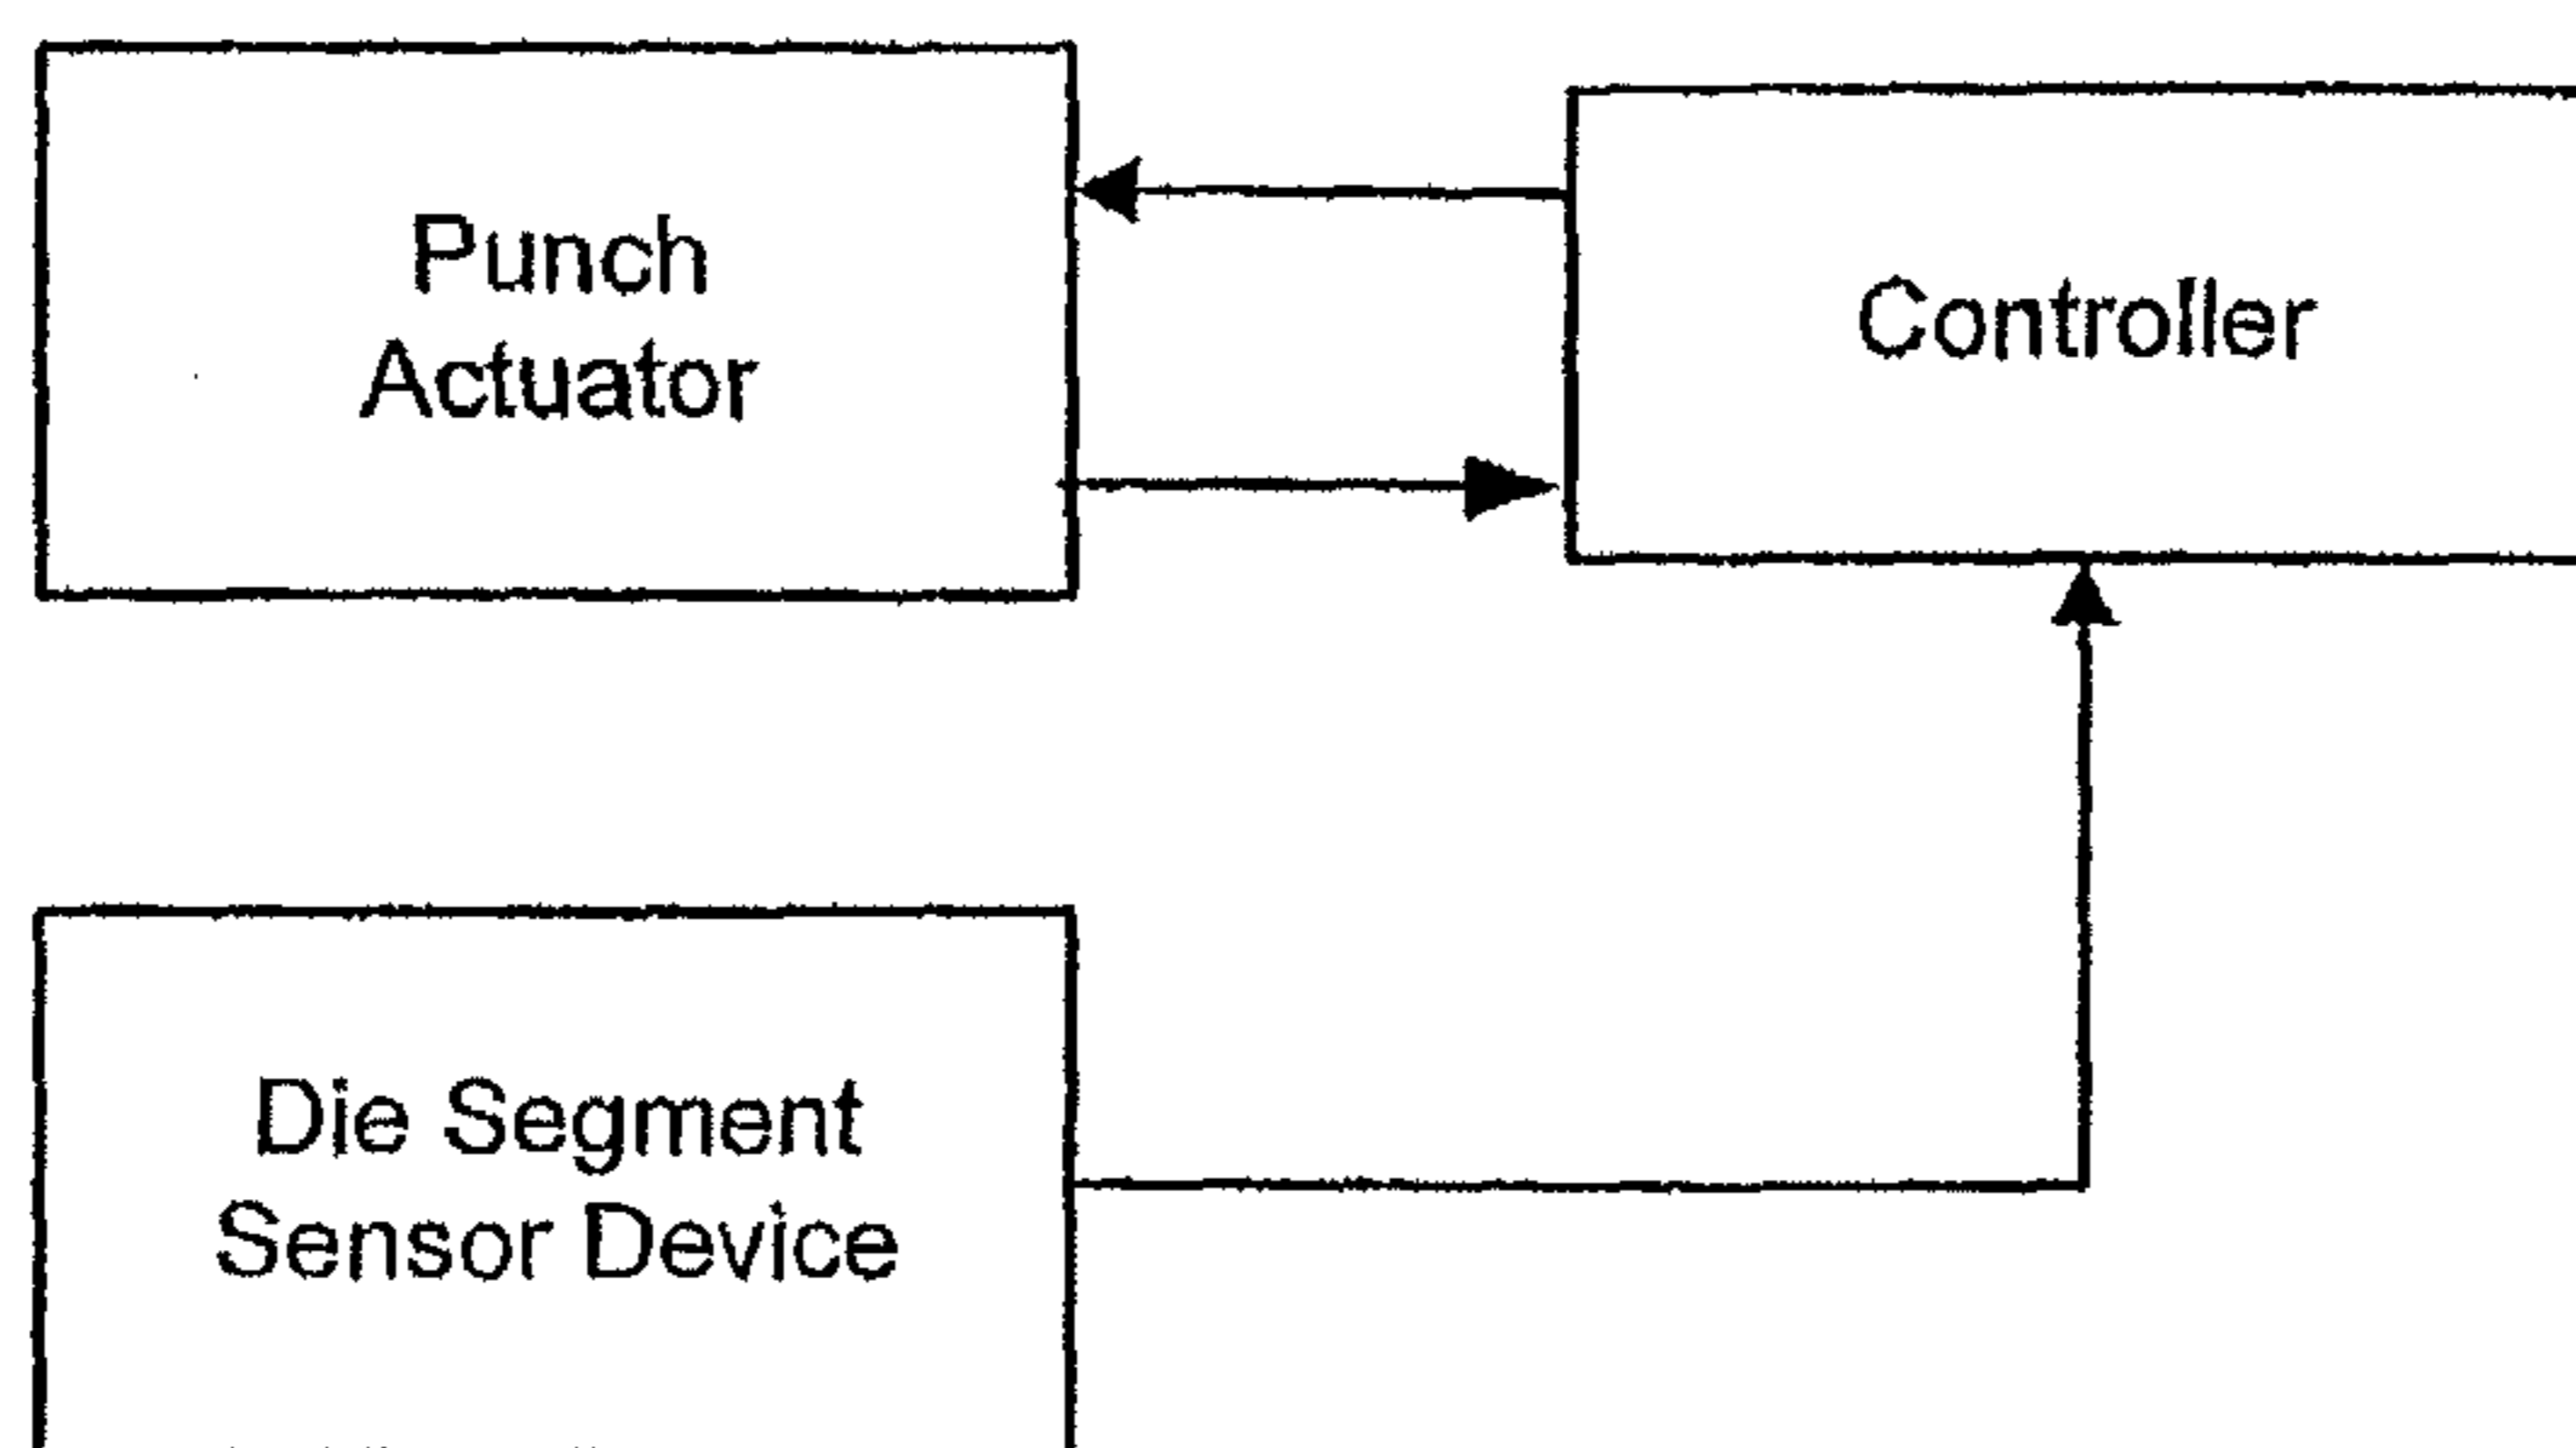 Punch
Actuator
Controller
Die Segment
Sensor Device